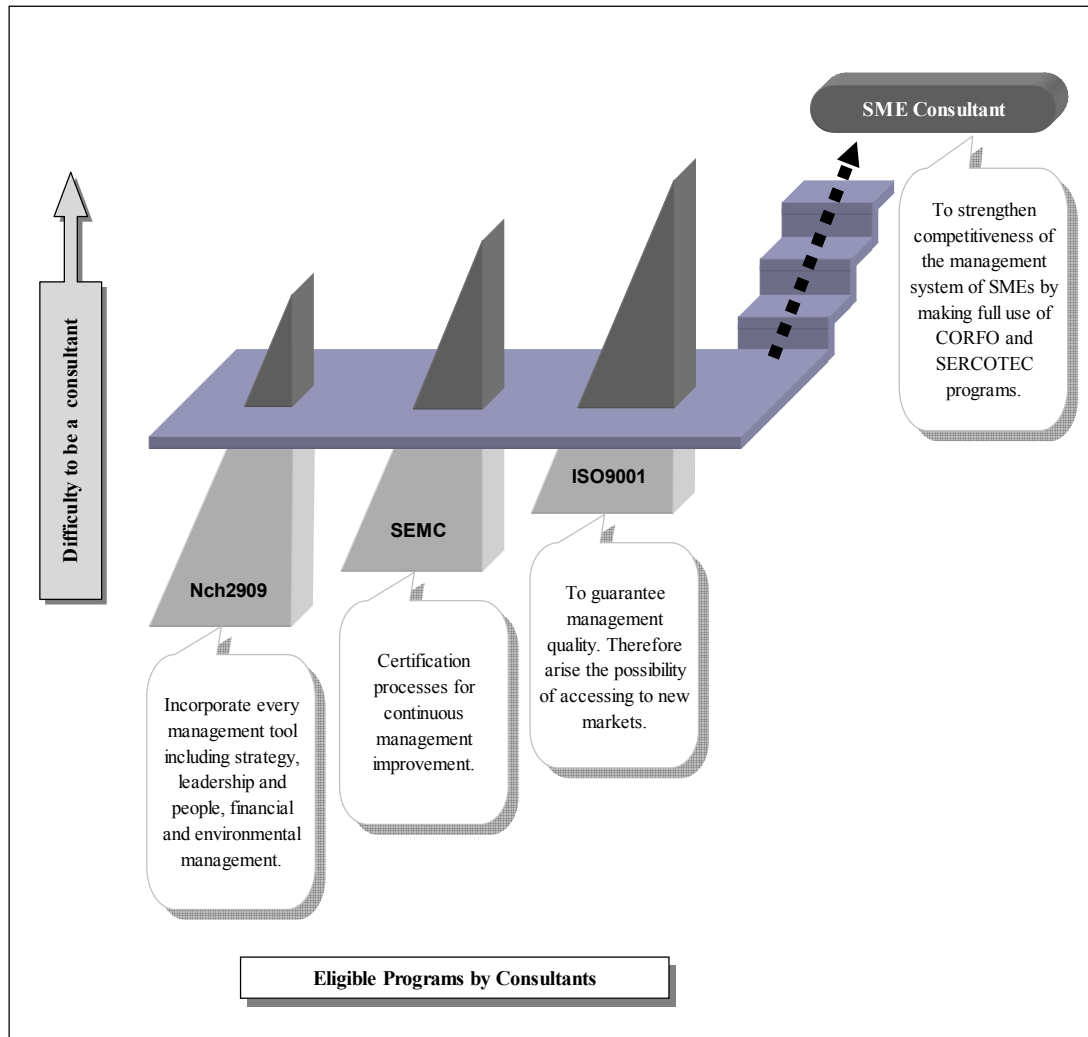 SME Consultant
To strengthen
competitiveness of
the management
system of SMEs by
making full use of
CORFO and
SERCOTEC
programs.
Difficulty to be a consultant
ISO9001
SEMC
Nch2909
To guarantee
management
quality. Therefore
arise the possibility
of accessing to new
markets.
Certification
processes for
continuous
management
improvement.
Incorporate every
management tool
including strategy,
leadership and
people, financial
and environmental
management.
Eligible Programs by Consultants